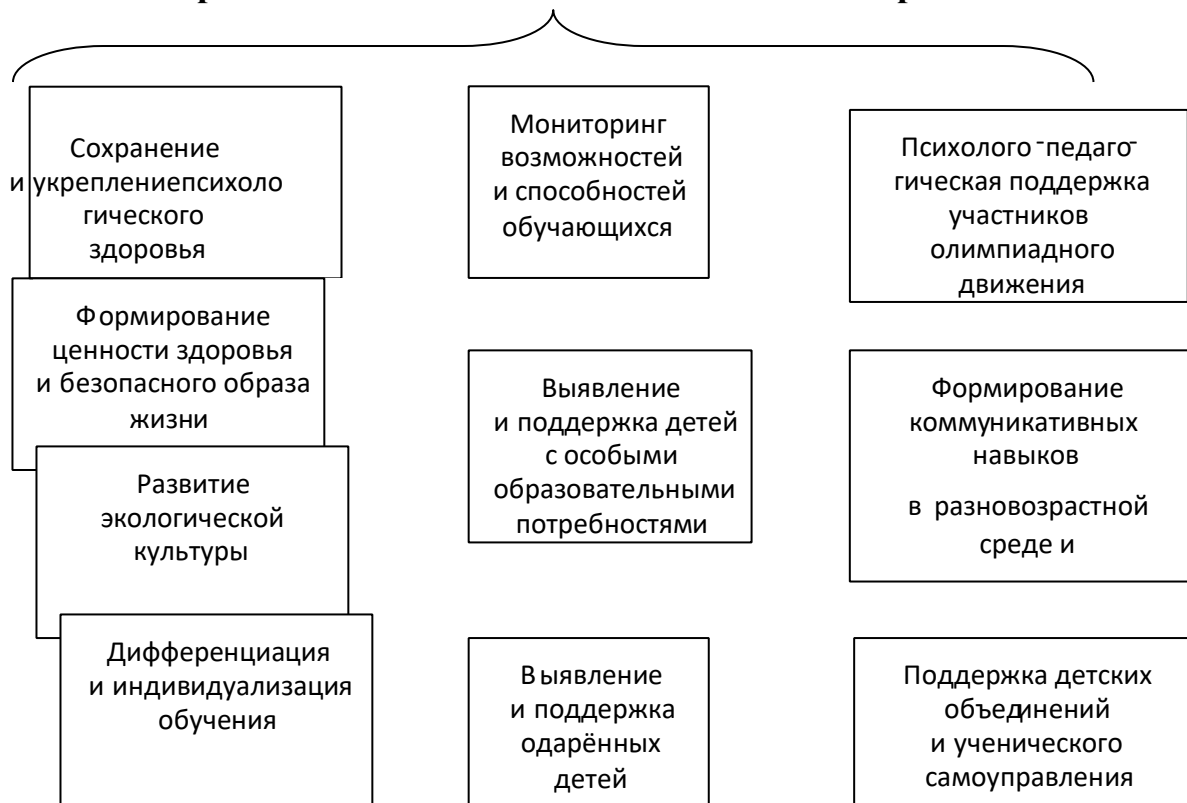 Сохранение
и укреплениепсихоло
гического
здоровья
Формирование
ценности здоровья
и безопасного образа
жизни
Развитие
экологической
культуры
Дифференциация
и индивидуализация
обучения
Мониторинг
возможностей
и способностей
обучающихся
Выявление
и поддержка детей
с особыми
образовательными
потребностями
Выявление
и поддержка
одарённых
детей
Психолого-педаго-
гическая поддержка
участников
олимпиадного
движения
Формирование
коммуникативных
навыков
в разновозрастной
среде и
Поддержка детских
объединений
и ученического
самоуправления